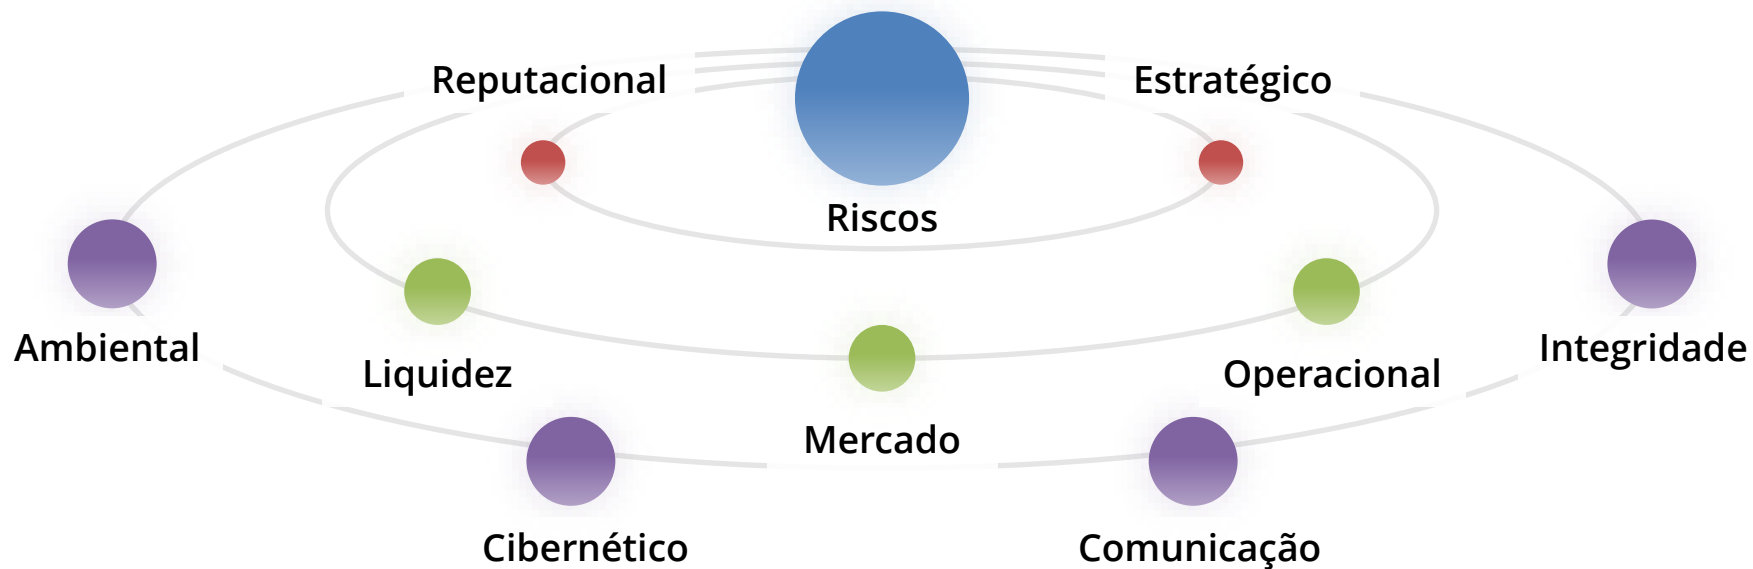 Reputacional
Estratégico
Riscos
Ambiental
Liquidez
Mercado
Operacional
Integridade
Cibernético
Comunicação